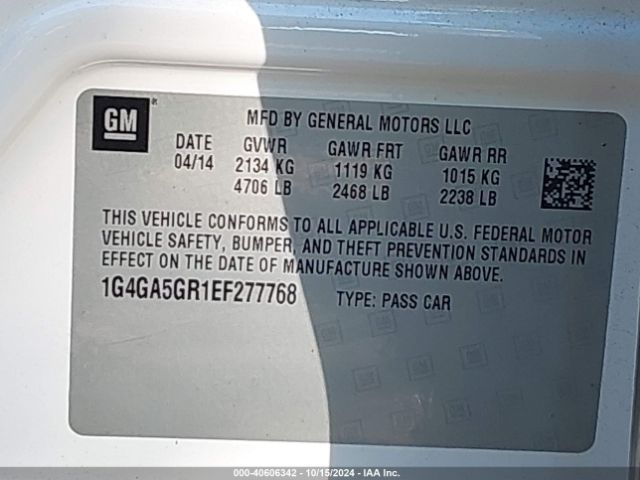 GM®
MFD BY GENERAL MOTORS LLC
DATE GVWR GAWR FRT GAWR RR
04/14 2134 KG 1119 KG 1015 KG
4706 LB 2468 LB 2238 LB
THIS VEHICLE CONFORMS TO ALL APPLICABLE U.S. FEDERAL MOTOR
VEHICLE SAFETY, BUMPER, AND THEFT PREVENTION STANDARDS IN
EFFECT ON THE DATE OF MANUFACTURE SHOWN ABOVE.
1G4GA5GR1EF277768 TYPE: PASS CAR
000-40606342 - 10/15/2024 - IAA Inc.